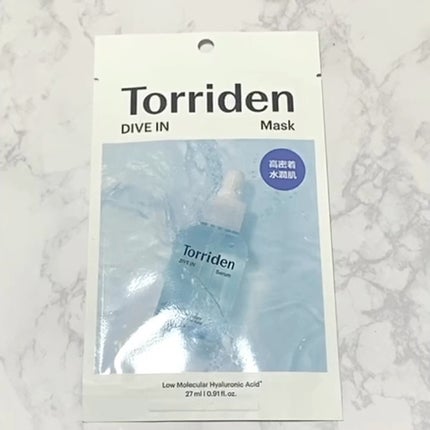 Torriden
DIVE IN Mask
高密着
水潤肌
Torriden
DIVE IN Serum
Low Molecular Hyaluronic Acid™
27 ml | 0.91 fl. oz.